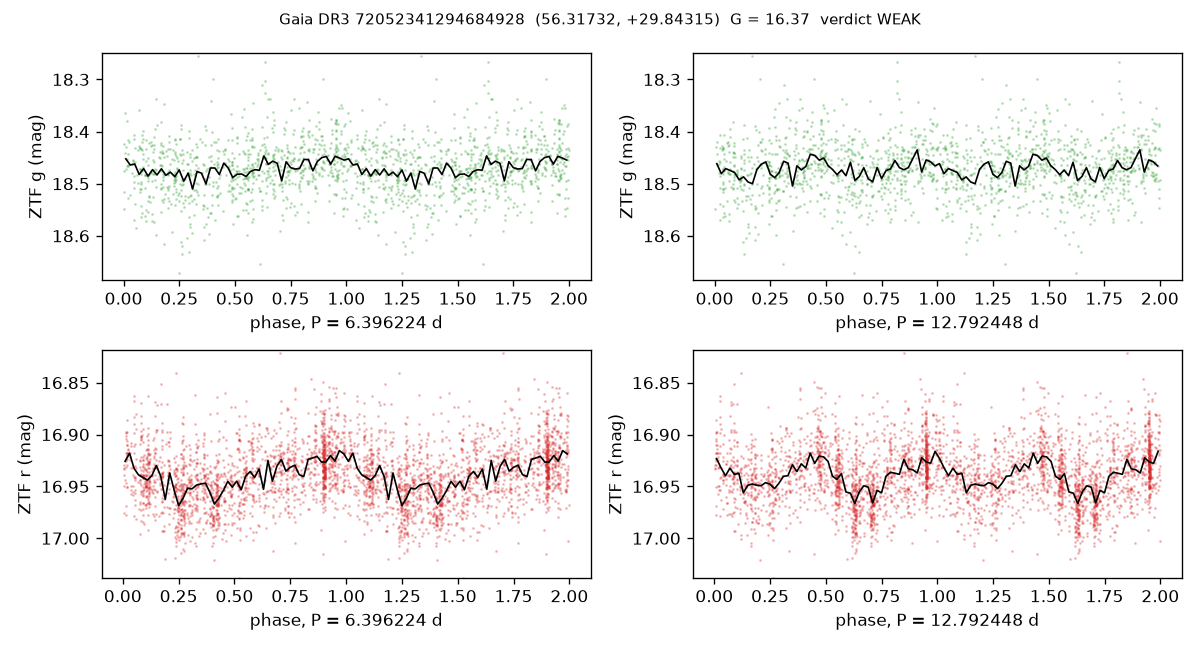 Gaia DR3 72052341294684928  (56.31732, +29.84315)  G = 16.37  verdict WEAK
ZTF g (mag)
18.3
18.4
18.5
18.6
0.00 0.25 0.50 0.75 1.00 1.25 1.50 1.75 2.00
phase, P = 6.396224 d
ZTF g (mag)
18.3
18.4
18.5
18.6
0.00 0.25 0.50 0.75 1.00 1.25 1.50 1.75 2.00
phase, P = 12.792448 d
ZTF r (mag)
16.85
16.90
16.95
17.00
0.00 0.25 0.50 0.75 1.00 1.25 1.50 1.75 2.00
phase, P = 6.396224 d
ZTF r (mag)
16.85
16.90
16.95
17.00
0.00 0.25 0.50 0.75 1.00 1.25 1.50 1.75 2.00
phase, P = 12.792448 d